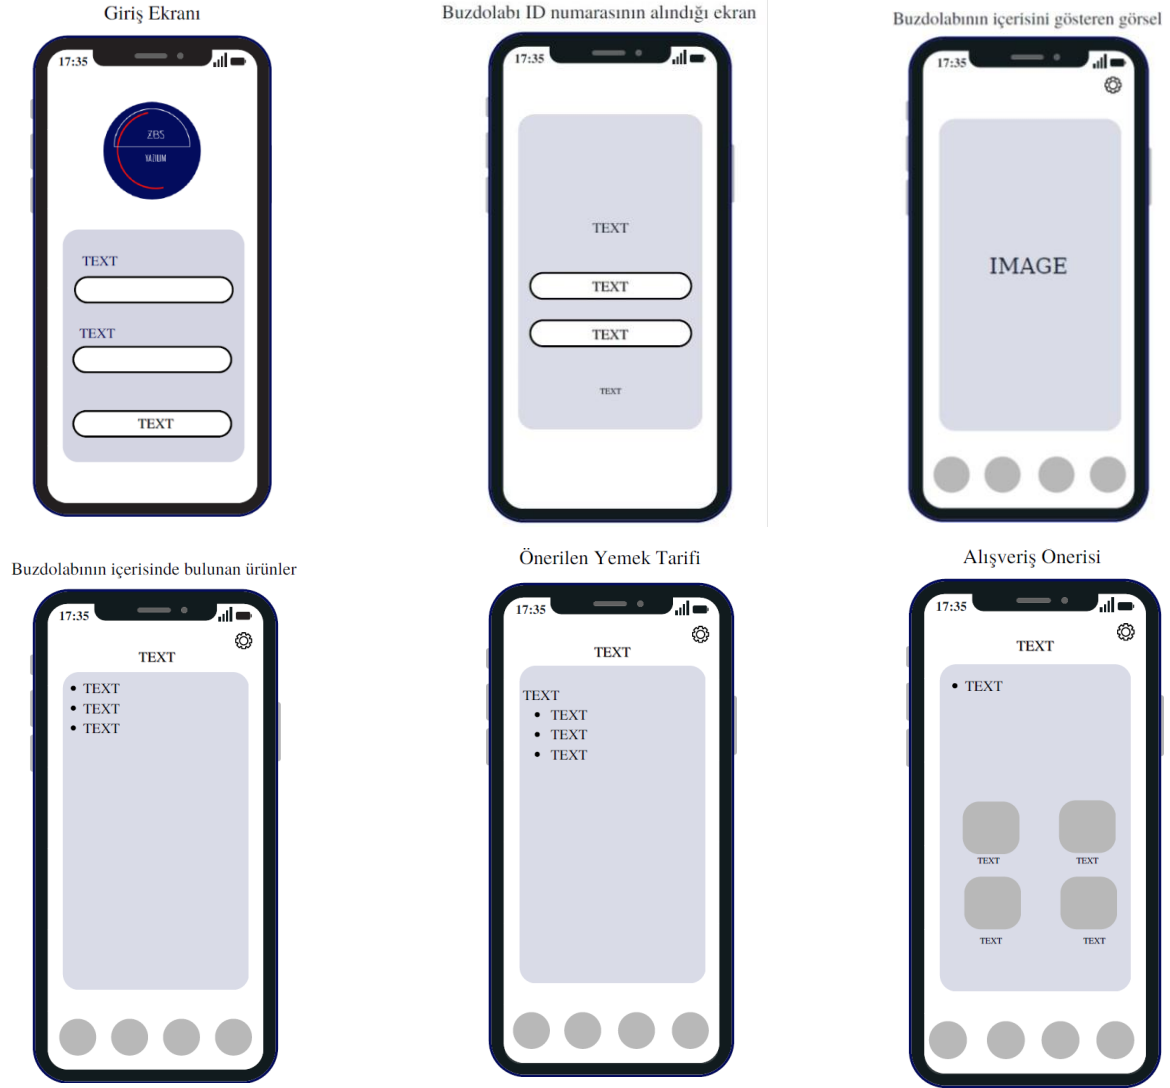 Giriş Ekranı
17:35
ZBS
YAZILIM
TEXT
TEXT
TEXT
Buzdolabı ID numarasının alındığı ekran
17:35
TEXT
TEXT
TEXT
TEXT
Buzdolabının içerisini gösteren görsel
17:35
IMAGE
Buzdolabının içerisinde bulunan ürünler
17:35
TEXT
• TEXT
• TEXT
• TEXT
Önerilen Yemek Tarifi
17:35
TEXT
TEXT
• TEXT
• TEXT
• TEXT
Alışveriş Onerisi
17:35
TEXT
• TEXT
TEXT TEXT
TEXT TEXT